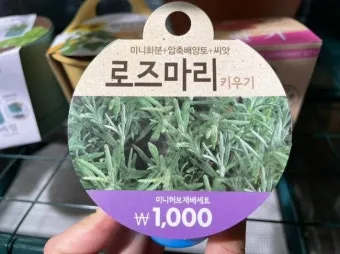 미니화분+압축배양토+씨앗
로즈마리 키우기
미니허브재배세트
₩1,000